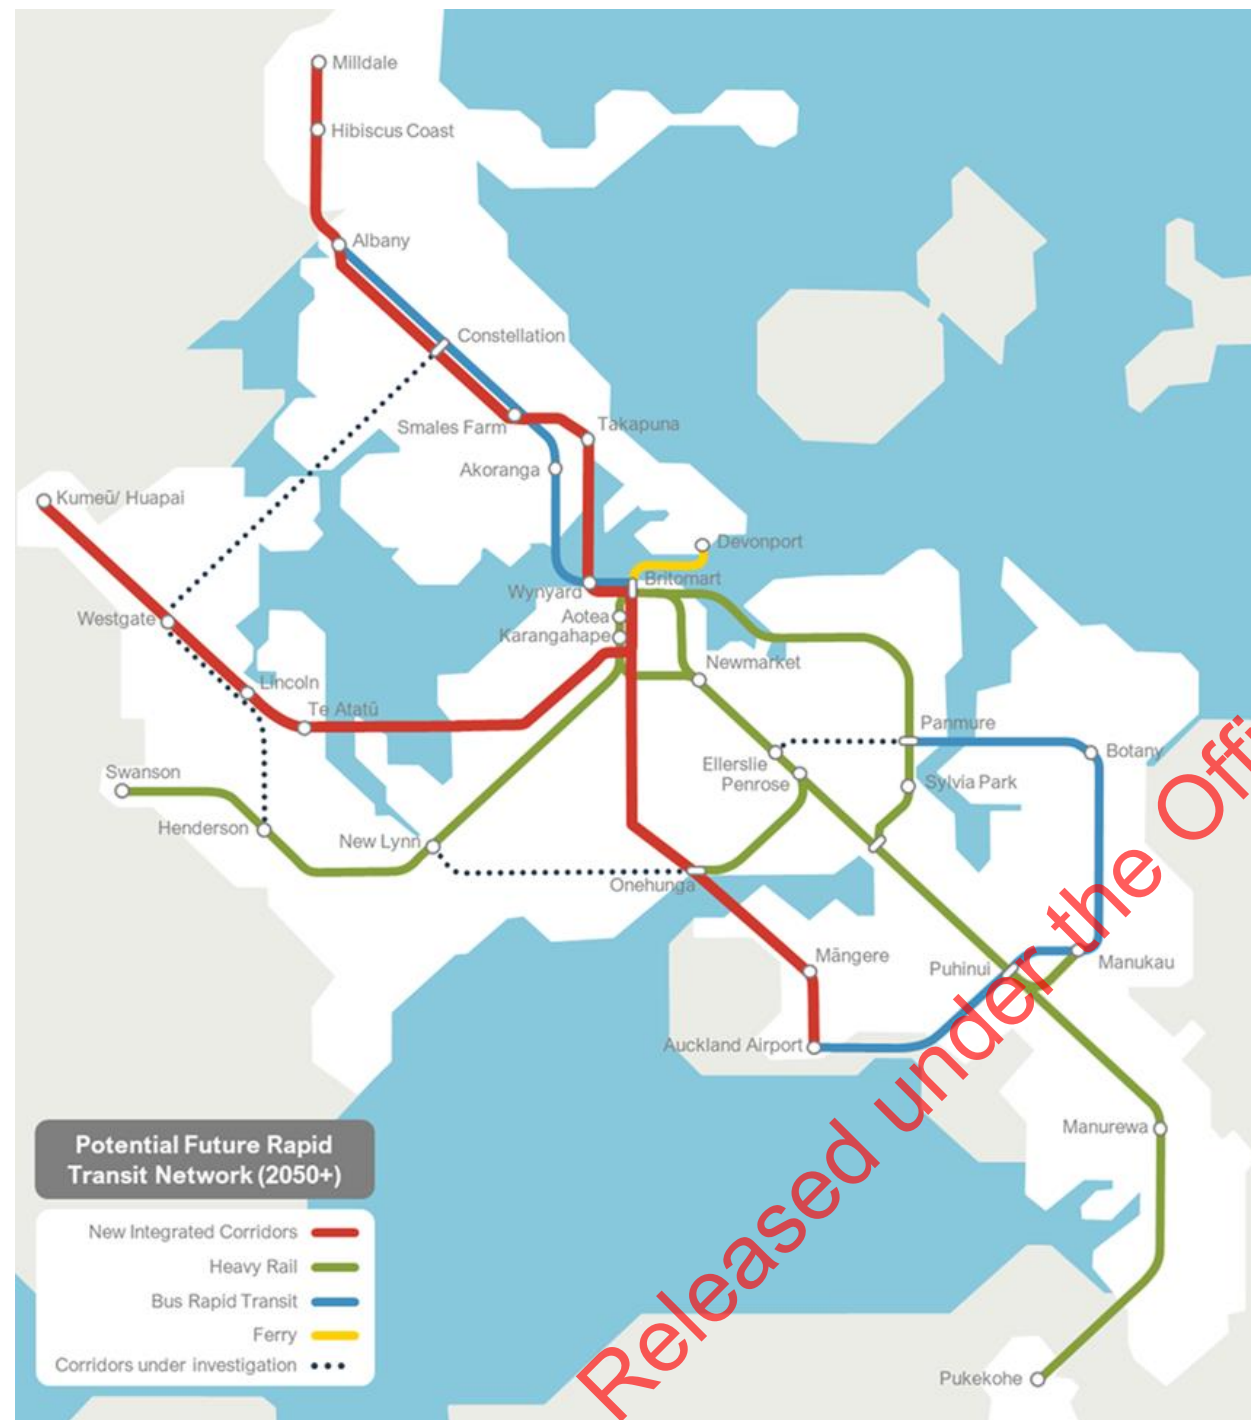 Milldale
Hibiscus Coast
Albany
Constellation
Smales Farm
Takapuna
Akoranga
Kumeū/ Huapai
Devonport
Britomart
Wynyard
Aotea
Karangahape
Westgate
Newmarket
Lincoln
Te Atatū
Panmure
Botany
Ellerslie
Penrose
Sylvia Park
Swanson
Henderson
New Lynn
Onehunga
Māngere
Puhinui
Manukau
Auckland Airport
Manurewa
Pukekohe
Potential Future Rapid
Transit Network (2050+)
New Integrated Corridors
Heavy Rail
Bus Rapid Transit
Ferry
Corridors under investigation
Released under the Offi